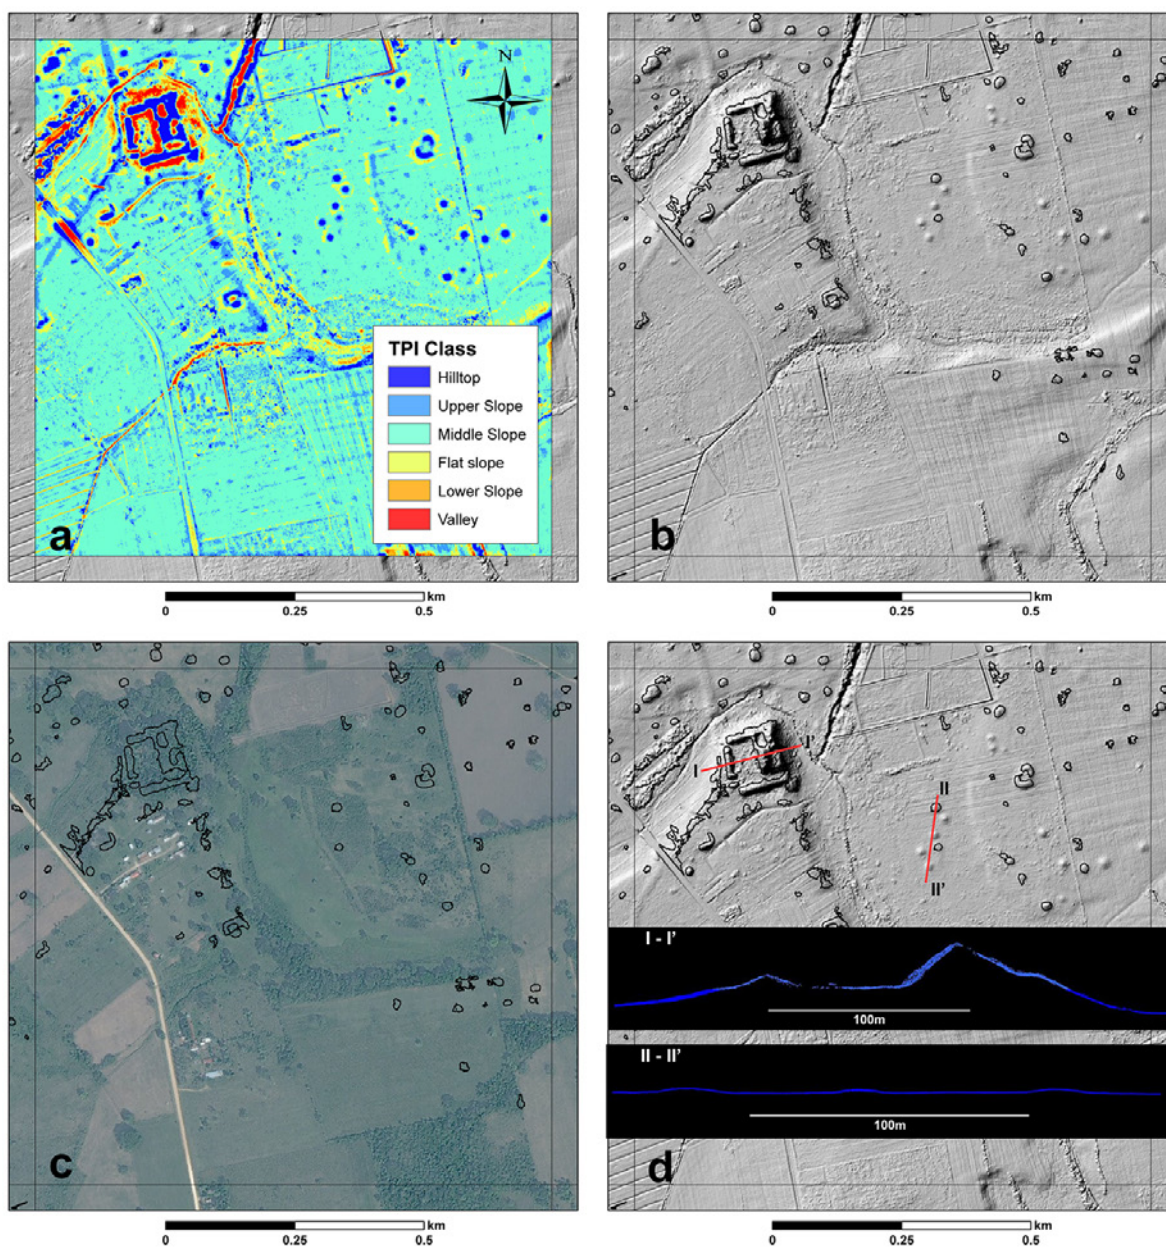 N
TPI Class
Hilltop
Upper Slope
Middle Slope
Flat slope
Lower Slope
Valley
a
b
km
0
0.25
0.5
km
0
0.25
0.5
c
I
I'
II
II'
I - I'
100m
II - II'
100m
d
km
0
0.25
0.5
km
0
0.25
0.5